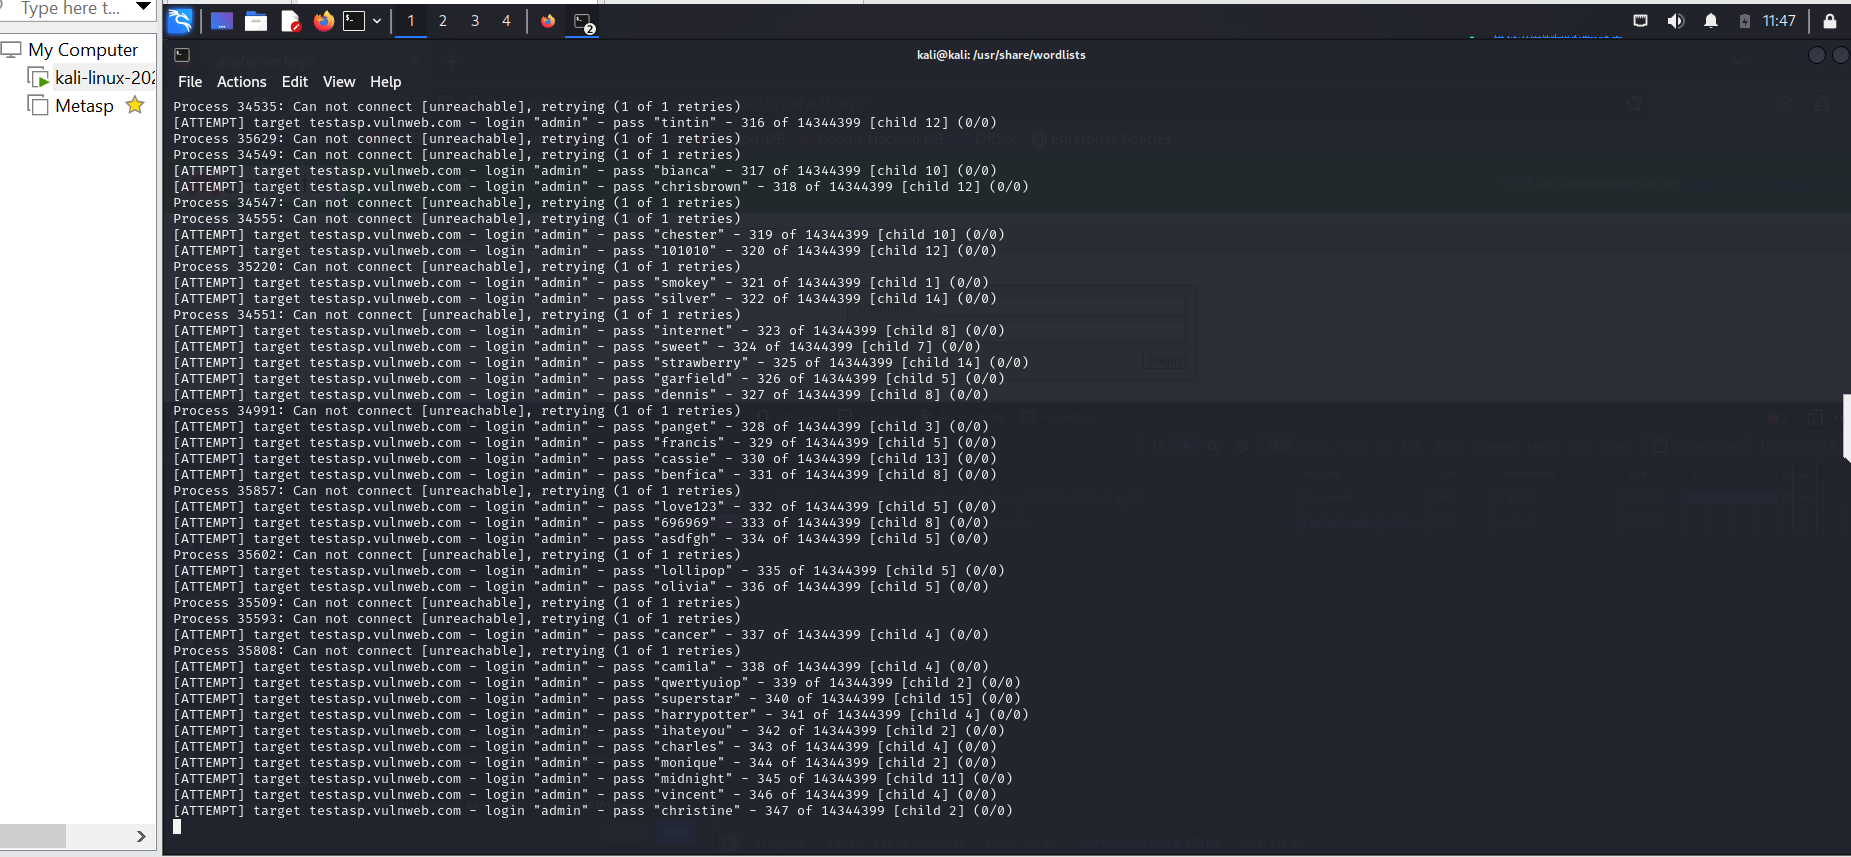 Type here t...
My Computer
kali-linux-202
Metasp
1 2 3 4
2
11:47
kali@kali: /usr/share/wordlists
File Actions Edit View Help
Process 34535: Can not connect [unreachable], retrying (1 of 1 retries)
[ATTEMPT] target testasp.vulnweb.com - login "admin" - pass "tintin" - 316 of 14344399 [child 12] (0/0)
Process 35629: Can not connect [unreachable], retrying (1 of 1 retries)
Process 34549: Can not connect [unreachable], retrying (1 of 1 retries)
[ATTEMPT] target testasp.vulnweb.com - login "admin" - pass "bianca" - 317 of 14344399 [child 10] (0/0)
[ATTEMPT] target testasp.vulnweb.com - login "admin" - pass "chrisbrown" - 318 of 14344399 [child 12] (0/0)
Process 34547: Can not connect [unreachable], retrying (1 of 1 retries)
Process 34555: Can not connect [unreachable], retrying (1 of 1 retries)
[ATTEMPT] target testasp.vulnweb.com - login "admin" - pass "chester" - 319 of 14344399 [child 10] (0/0)
[ATTEMPT] target testasp.vulnweb.com - login "admin" - pass "101010" - 320 of 14344399 [child 12] (0/0)
Process 35220: Can not connect [unreachable], retrying (1 of 1 retries)
[ATTEMPT] target testasp.vulnweb.com - login "admin" - pass "smokey" - 321 of 14344399 [child 1] (0/0)
[ATTEMPT] target testasp.vulnweb.com - login "admin" - pass "silver" - 322 of 14344399 [child 14] (0/0)
Process 34551: Can not connect [unreachable], retrying (1 of 1 retries)
[ATTEMPT] target testasp.vulnweb.com - login "admin" - pass "internet" - 323 of 14344399 [child 8] (0/0)
[ATTEMPT] target testasp.vulnweb.com - login "admin" - pass "sweet" - 324 of 14344399 [child 7] (0/0)
[ATTEMPT] target testasp.vulnweb.com - login "admin" - pass "strawberry" - 325 of 14344399 [child 14] (0/0)
[ATTEMPT] target testasp.vulnweb.com - login "admin" - pass "garfield" - 326 of 14344399 [child 5] (0/0)
[ATTEMPT] target testasp.vulnweb.com - login "admin" - pass "dennis" - 327 of 14344399 [child 8] (0/0)
Process 34991: Can not connect [unreachable], retrying (1 of 1 retries)
[ATTEMPT] target testasp.vulnweb.com - login "admin" - pass "panget" - 328 of 14344399 [child 3] (0/0)
[ATTEMPT] target testasp.vulnweb.com - login "admin" - pass "francis" - 329 of 14344399 [child 5] (0/0)
[ATTEMPT] target testasp.vulnweb.com - login "admin" - pass "cassie" - 330 of 14344399 [child 13] (0/0)
[ATTEMPT] target testasp.vulnweb.com - login "admin" - pass "benfica" - 331 of 14344399 [child 8] (0/0)
Process 35857: Can not connect [unreachable], retrying (1 of 1 retries)
[ATTEMPT] target testasp.vulnweb.com - login "admin" - pass "love123" - 332 of 14344399 [child 5] (0/0)
[ATTEMPT] target testasp.vulnweb.com - login "admin" - pass "696969" - 333 of 14344399 [child 8] (0/0)
[ATTEMPT] target testasp.vulnweb.com - login "admin" - pass "asdfgh" - 334 of 14344399 [child 5] (0/0)
Process 35602: Can not connect [unreachable], retrying (1 of 1 retries)
[ATTEMPT] target testasp.vulnweb.com - login "admin" - pass "lollipop" - 335 of 14344399 [child 5] (0/0)
[ATTEMPT] target testasp.vulnweb.com - login "admin" - pass "olivia" - 336 of 14344399 [child 5] (0/0)
Process 35509: Can not connect [unreachable], retrying (1 of 1 retries)
Process 35593: Can not connect [unreachable], retrying (1 of 1 retries)
[ATTEMPT] target testasp.vulnweb.com - login "admin" - pass "cancer" - 337 of 14344399 [child 4] (0/0)
Process 35808: Can not connect [unreachable], retrying (1 of 1 retries)
[ATTEMPT] target testasp.vulnweb.com - login "admin" - pass "camila" - 338 of 14344399 [child 4] (0/0)
[ATTEMPT] target testasp.vulnweb.com - login "admin" - pass "qwertyuiop" - 339 of 14344399 [child 2] (0/0)
[ATTEMPT] target testasp.vulnweb.com - login "admin" - pass "superstar" - 340 of 14344399 [child 15] (0/0)
[ATTEMPT] target testasp.vulnweb.com - login "admin" - pass "harrypotter" - 341 of 14344399 [child 4] (0/0)
[ATTEMPT] target testasp.vulnweb.com - login "admin" - pass "ihateyou" - 342 of 14344399 [child 2] (0/0)
[ATTEMPT] target testasp.vulnweb.com - login "admin" - pass "charles" - 343 of 14344399 [child 4] (0/0)
[ATTEMPT] target testasp.vulnweb.com - login "admin" - pass "monique" - 344 of 14344399 [child 2] (0/0)
[ATTEMPT] target testasp.vulnweb.com - login "admin" - pass "midnight" - 345 of 14344399 [child 11] (0/0)
[ATTEMPT] target testasp.vulnweb.com - login "admin" - pass "vincent" - 346 of 14344399 [child 4] (0/0)
[ATTEMPT] target testasp.vulnweb.com - login "admin" - pass "christine" - 347 of 14344399 [child 2] (0/0)